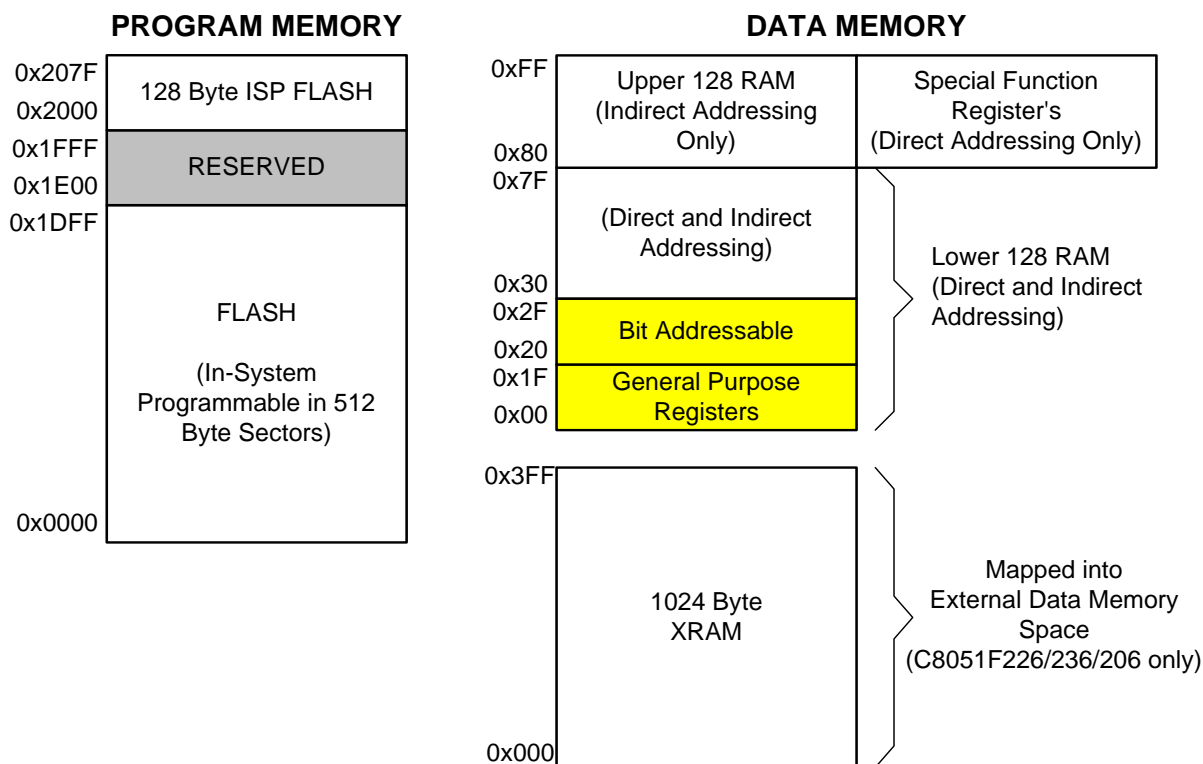 PROGRAM MEMORY
0x207F
0x2000
128 Byte ISP FLASH
0x1FFF
0x1E00
RESERVED
0x1DFF
FLASH
(In-System
Programmable in 512
Byte Sectors)
0x0000
DATA MEMORY
0xFF
Upper 128 RAM
(Indirect Addressing
Only)
Special Function
Register's
(Direct Addressing Only)
0x80
0x7F
(Direct and Indirect
Addressing)
0x30
0x2F
Bit Addressable
0x20
0x1F
General Purpose
Registers
0x00
Lower 128 RAM
(Direct and Indirect
Addressing)
0x3FF
1024 Byte
XRAM
0x000
Mapped into
External Data Memory
Space
(C8051F226/236/206 only)